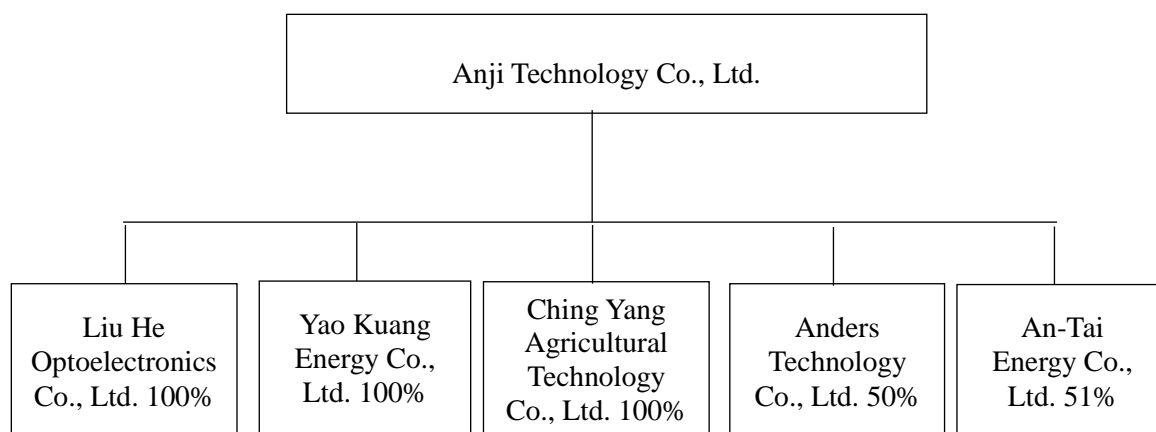 Anji Technology Co., Ltd.
Liu He
Optoelectronics
Co., Ltd. 100%
Yao Kuang
Energy Co.,
Ltd. 100%
Ching Yang
Agricultural
Technology
Co., Ltd. 100%
Anders
Technology
Co., Ltd. 50%
An-Tai
Energy Co.,
Ltd. 51%